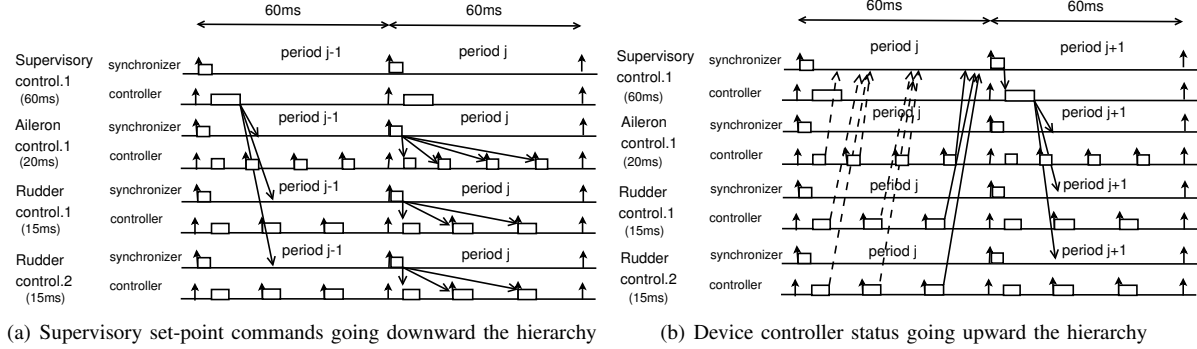 60ms 60ms
Supervisory control.1 (60ms)
synchronizer period j-1 period j
controller
Aileron control.1 (20ms)
synchronizer period j-1 period j
controller
Rudder control.1 (15ms)
synchronizer period j-1 period j
controller
Rudder control.2 (15ms)
synchronizer period j-1 period j
controller
(a) Supervisory set-point commands going downward the hierarchy
60ms 60ms
Supervisory control.1 (60ms)
synchronizer period j period j+1
controller
Aileron control.1 (20ms)
synchronizer period j period j+1
controller
Rudder control.1 (15ms)
synchronizer period j period j+1
controller
Rudder control.2 (15ms)
synchronizer period j period j+1
controller
(b) Device controller status going upward the hierarchy